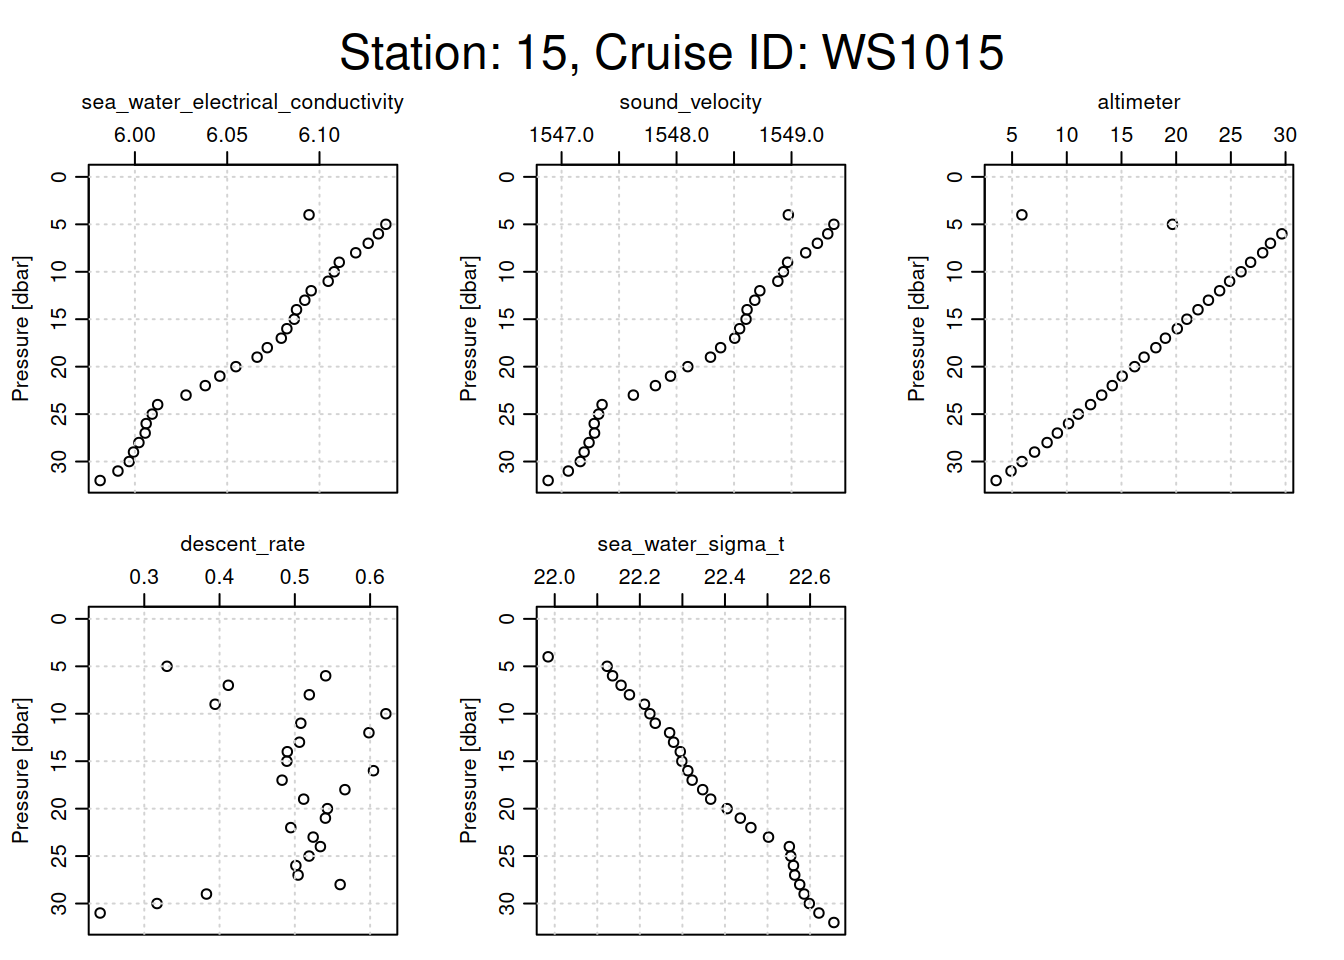 Station: 15, Cruise ID: WS1015
sea_water_electrical_conductivity
6.00 6.05 6.10
Pressure [dbar]
0 5 10 15 20 25 30
sound_velocity
1547.0 1548.0 1549.0
Pressure [dbar]
0 5 10 15 20 25 30
altimeter
5 10 15 20 25 30
Pressure [dbar]
0 5 10 15 20 25 30
descent_rate
0.3 0.4 0.5 0.6
Pressure [dbar]
0 5 10 15 20 25 30
sea_water_sigma_t
22.0 22.2 22.4 22.6
Pressure [dbar]
0 5 10 15 20 25 30